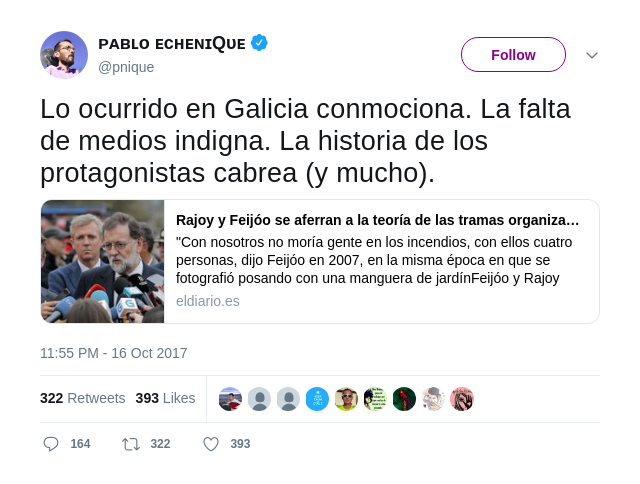 ᴘᴀʙʟᴏ ᴇᴄʜᴇɴɪQᴜᴇ
@pnique
Follow
Lo ocurrido en Galicia conmociona. La falta
de medios indigna. La historia de los
protagonistas cabrea (y mucho).
Rajoy y Feijóo se aferran a la teoría de las tramas organiza…
"Con nosotros no moría gente en los incendios, con ellos cuatro
personas, dijo Feijóo en 2007, en la misma época en que se
fotografió posando con una manguera de jardínFeijóo y Rajoy
eldiario.es
11:55 PM - 16 Oct 2017
322 Retweets 393 Likes
164 322 393